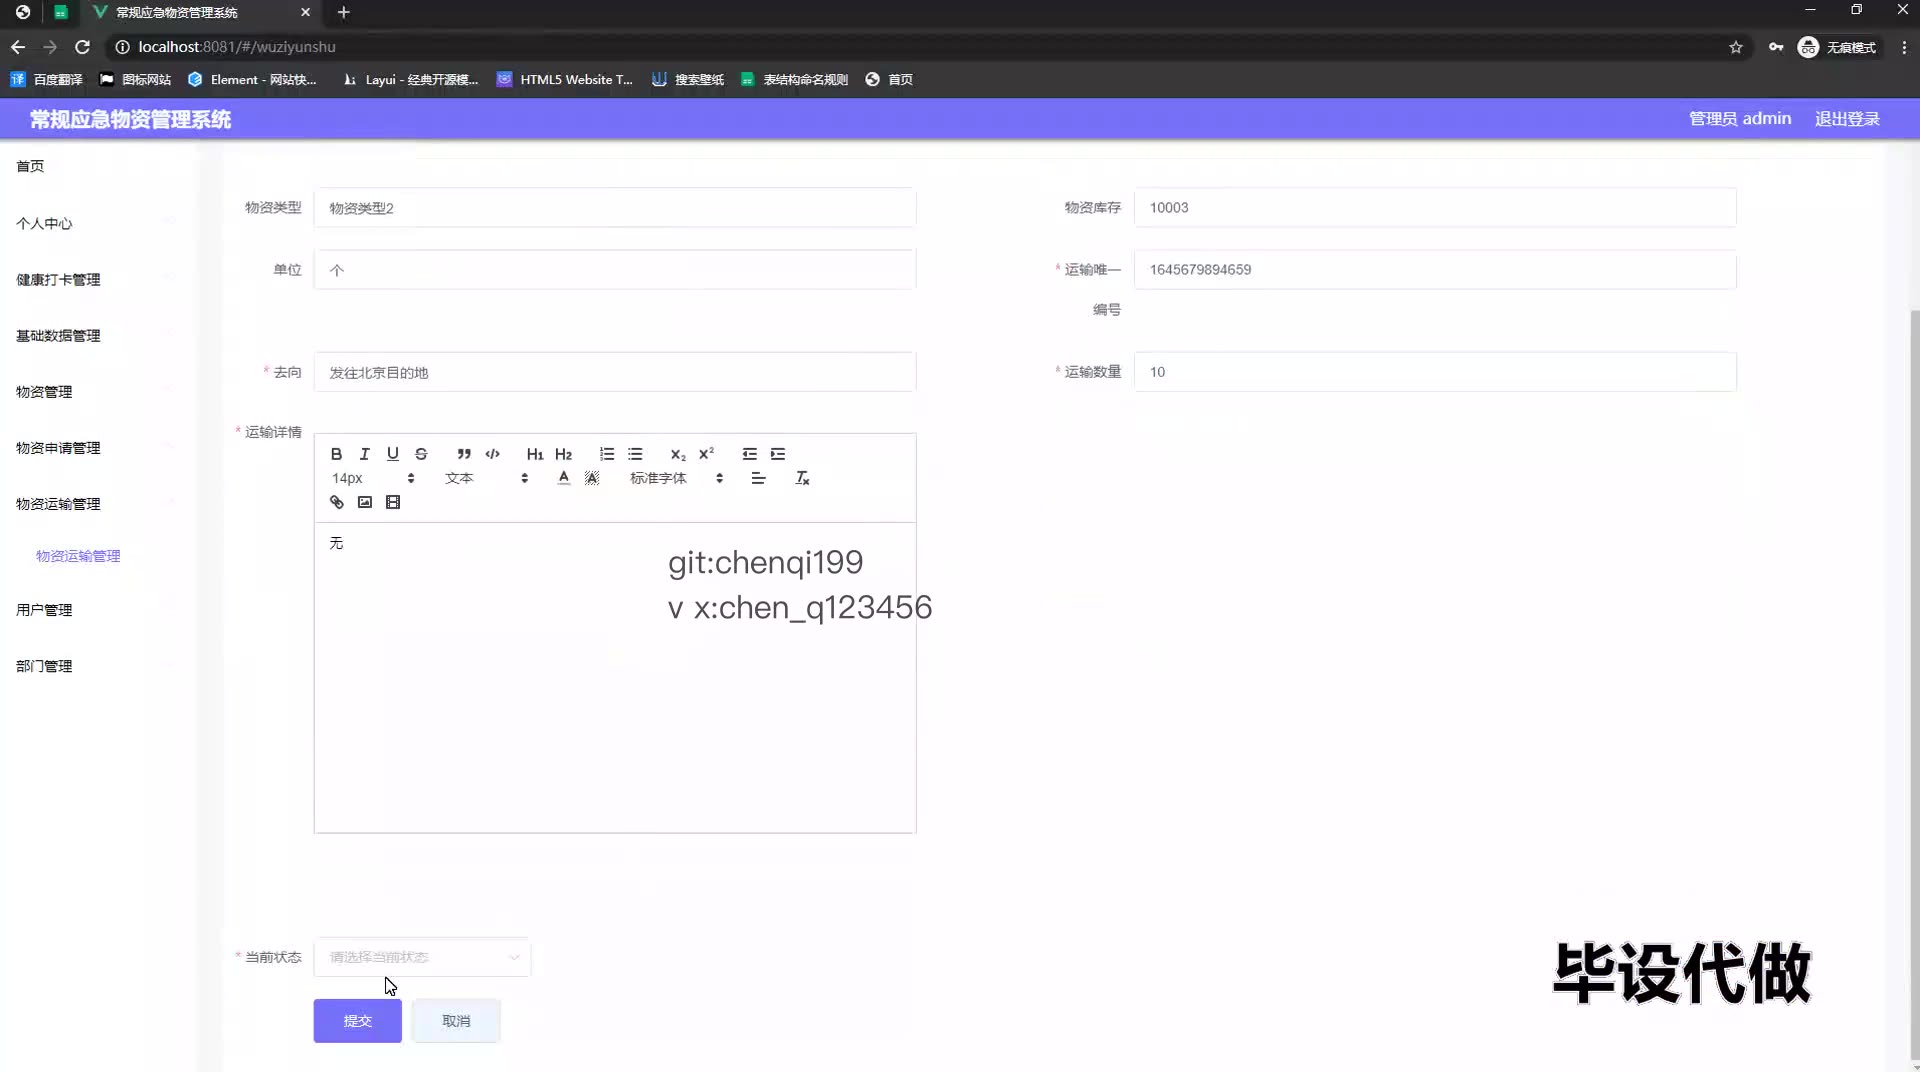 常规应急物资管理系统
localhost:8081/#/wuziyunshu
无痕模式
百度翻译
图标网站
Element - 网站快...
Layui - 经典开源模...
HTML5 Website T...
搜索壁纸
表结构命名规则
首页
常规应急物资管理系统
管理员 admin
退出登录
首页
个人中心
健康打卡管理
基础数据管理
物资管理
物资申请管理
物资运输管理
物资运输管理
用户管理
部门管理
物资类型
物资类型2
物资库存
10003
单位
个
* 运输唯一
编号
1645679894659
* 去向
发往北京目的地
* 运输数量
10
* 运输详情
14px
文本
标准字体
无
git:chenqi199
v x:chen_q123456
* 当前状态
请选择当前状态
提交
取消
毕设代做